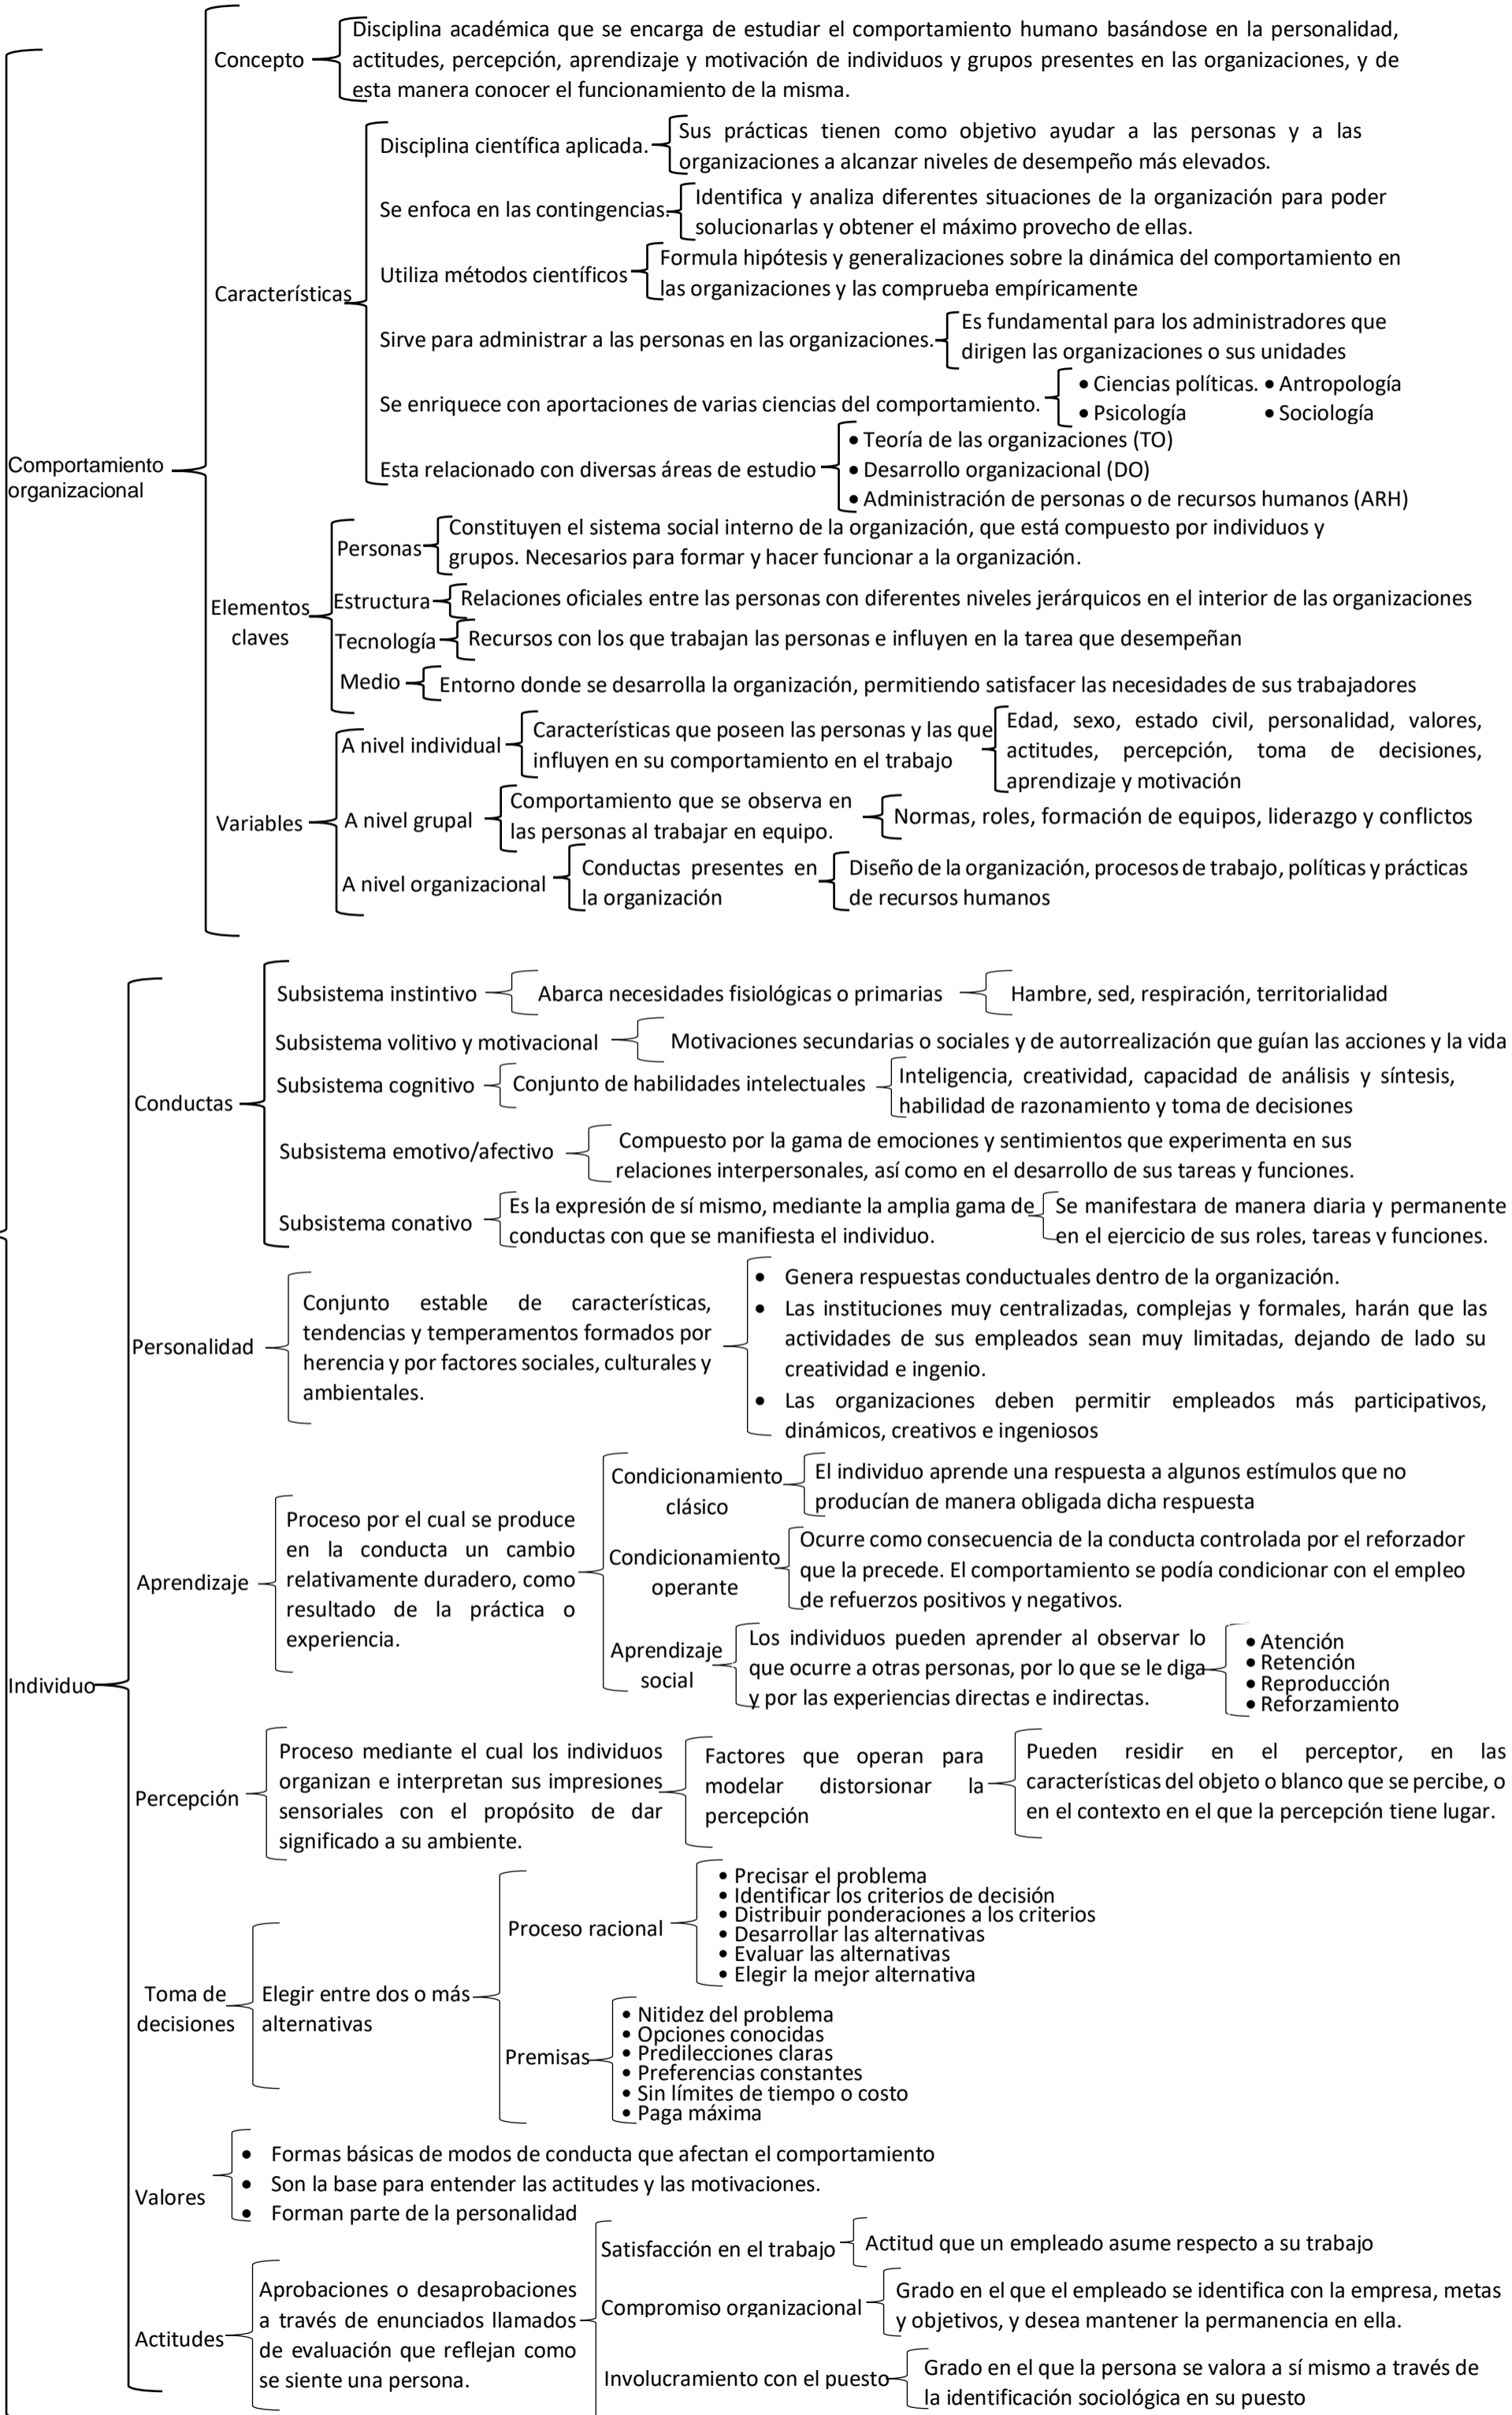 Concepto
Disciplina académica que se encarga de estudiar el comportamiento humano basándose en la personalidad,
actitudes, percepción, aprendizaje y motivación de individuos y grupos presentes en las organizaciones, y de
esta manera conocer el funcionamiento de la misma.
Disciplina científica aplicada.
Sus prácticas tienen como objetivo ayudar a las personas y a las
organizaciones a alcanzar niveles de desempeño más elevados.
Se enfoca en las contingencias.
Identifica y analiza diferentes situaciones de la organización para poder
solucionarlas y obtener el máximo provecho de ellas.
Características
Utiliza métodos científicos
Formula hipótesis y generalizaciones sobre la dinámica del comportamiento en
las organizaciones y las comprueba empíricamente
Sirve para administrar a las personas en las organizaciones.
Es fundamental para los administradores que
dirigen las organizaciones o sus unidades
Se enriquece con aportaciones de varias ciencias del comportamiento.
• Ciencias políticas. • Antropología
• Psicología • Sociología
Esta relacionado con diversas áreas de estudio
• Teoría de las organizaciones (TO)
• Desarrollo organizacional (DO)
• Administración de personas o de recursos humanos (ARH)
Comportamiento
organizacional
Elementos
claves
Personas
Constituyen el sistema social interno de la organización, que está compuesto por individuos y
grupos. Necesarios para formar y hacer funcionar a la organización.
Estructura
Relaciones oficiales entre las personas con diferentes niveles jerárquicos en el interior de las organizaciones
Tecnología
Recursos con los que trabajan las personas e influyen en la tarea que desempeñan
Medio
Entorno donde se desarrolla la organización, permitiendo satisfacer las necesidades de sus trabajadores
Variables
A nivel individual
Características que poseen las personas y las que
influyen en su comportamiento en el trabajo
Edad, sexo, estado civil, personalidad, valores,
actitudes, percepción, toma de decisiones,
aprendizaje y motivación
A nivel grupal
Comportamiento que se observa en
las personas al trabajar en equipo.
Normas, roles, formación de equipos, liderazgo y conflictos
A nivel organizacional
Conductas presentes en
la organización
Diseño de la organización, procesos de trabajo, políticas y prácticas
de recursos humanos
Individuo
Conductas
Subsistema instintivo
Abarca necesidades fisiológicas o primarias
Hambre, sed, respiración, territorialidad
Subsistema volitivo y motivacional
Motivaciones secundarias o sociales y de autorrealización que guían las acciones y la vida
Subsistema cognitivo
Conjunto de habilidades intelectuales
Inteligencia, creatividad, capacidad de análisis y síntesis,
habilidad de razonamiento y toma de decisiones
Subsistema emotivo/afectivo
Compuesto por la gama de emociones y sentimientos que experimenta en sus
relaciones interpersonales, así como en el desarrollo de sus tareas y funciones.
Subsistema conativo
Es la expresión de sí mismo, mediante la amplia gama de
conductas con que se manifiesta el individuo.
Se manifestara de manera diaria y permanente
en el ejercicio de sus roles, tareas y funciones.
Personalidad
Conjunto estable de características,
tendencias y temperamentos formados por
herencia y por factores sociales, culturales y
ambientales.
• Genera respuestas conductuales dentro de la organización.
• Las instituciones muy centralizadas, complejas y formales, harán que las
actividades de sus empleados sean muy limitadas, dejando de lado su
creatividad e ingenio.
• Las organizaciones deben permitir empleados más participativos,
dinámicos, creativos e ingeniosos
Aprendizaje
Proceso por el cual se produce
en la conducta un cambio
relativamente duradero, como
resultado de la práctica o
experiencia.
Condicionamiento
clásico
El individuo aprende una respuesta a algunos estímulos que no
producían de manera obligada dicha respuesta
Condicionamiento
operante
Ocurre como consecuencia de la conducta controlada por el reforzador
que la precede. El comportamiento se podía condicionar con el empleo
de refuerzos positivos y negativos.
Aprendizaje
social
Los individuos pueden aprender al observar lo
que ocurre a otras personas, por lo que se le diga
y por las experiencias directas e indirectas.
• Atención
• Retención
• Reproducción
• Reforzamiento
Percepción
Proceso mediante el cual los individuos
organizan e interpretan sus impresiones
sensoriales con el propósito de dar
significado a su ambiente.
Factores que operan para
modelar distorsionar la
percepción
Pueden residir en el perceptor, en las
características del objeto o blanco que se percibe, o
en el contexto en el que la percepción tiene lugar.
Toma de
decisiones
Elegir entre dos o más
alternativas
Proceso racional
• Precisar el problema
• Identificar los criterios de decisión
• Distribuir ponderaciones a los criterios
• Desarrollar las alternativas
• Evaluar las alternativas
• Elegir la mejor alternativa
Premisas
• Nitidez del problema
• Opciones conocidas
• Predilecciones claras
• Preferencias constantes
• Sin límites de tiempo o costo
• Paga máxima
Valores
• Formas básicas de modos de conducta que afectan el comportamiento
• Son la base para entender las actitudes y las motivaciones.
• Forman parte de la personalidad
Actitudes
Aprobaciones o desaprobaciones
a través de enunciados llamados
de evaluación que reflejan como
se siente una persona.
Satisfacción en el trabajo
Actitud que un empleado asume respecto a su trabajo
Compromiso organizacional
Grado en el que el empleado se identifica con la empresa, metas
y objetivos, y desea mantener la permanencia en ella.
Involucramiento con el puesto
Grado en el que la persona se valora a sí mismo a través de
la identificación sociológica en su puesto